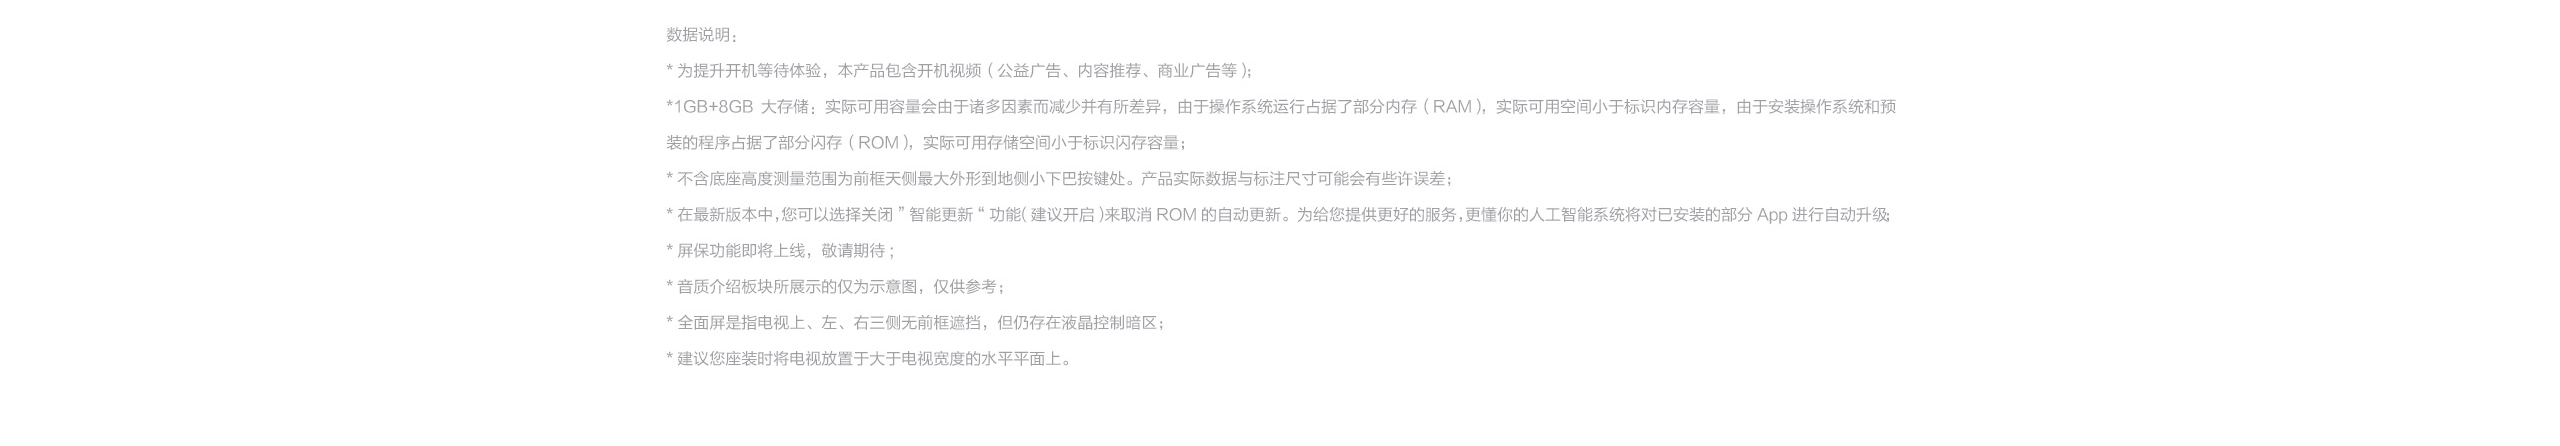 数据说明：
* 为提升开机等待体验，本产品包含开机视频（公益广告、内容推荐、商业广告等）；
*1GB+8GB 大存储：实际可用容量会由于诸多因素而减少并有所差异，由于操作系统运行占据了部分内存（RAM），实际可用空间小于标识内存容量，由于安装操作系统和预
装的程序占据了部分闪存（ROM），实际可用存储空间小于标识闪存容量；
* 不含底座高度测量范围为前框天侧最大外形到地侧小下巴按键处。产品实际数据与标注尺寸可能会有些许误差；
* 在最新版本中,您可以选择关闭 ” 智能更新 “ 功能( 建议开启 )来取消 ROM 的自动更新。为给您提供更好的服务,更懂你的人工智能系统将对已安装的部分 App 进行自动升级;
* 屏保功能即将上线，敬请期待；
* 音质介绍板块所展示的仅为示意图，仅供参考；
* 全面屏是指电视上、左、右三侧无前框遮挡，但仍存在液晶控制暗区；
* 建议您座装时将电视放置于大于电视宽度的水平平面上。